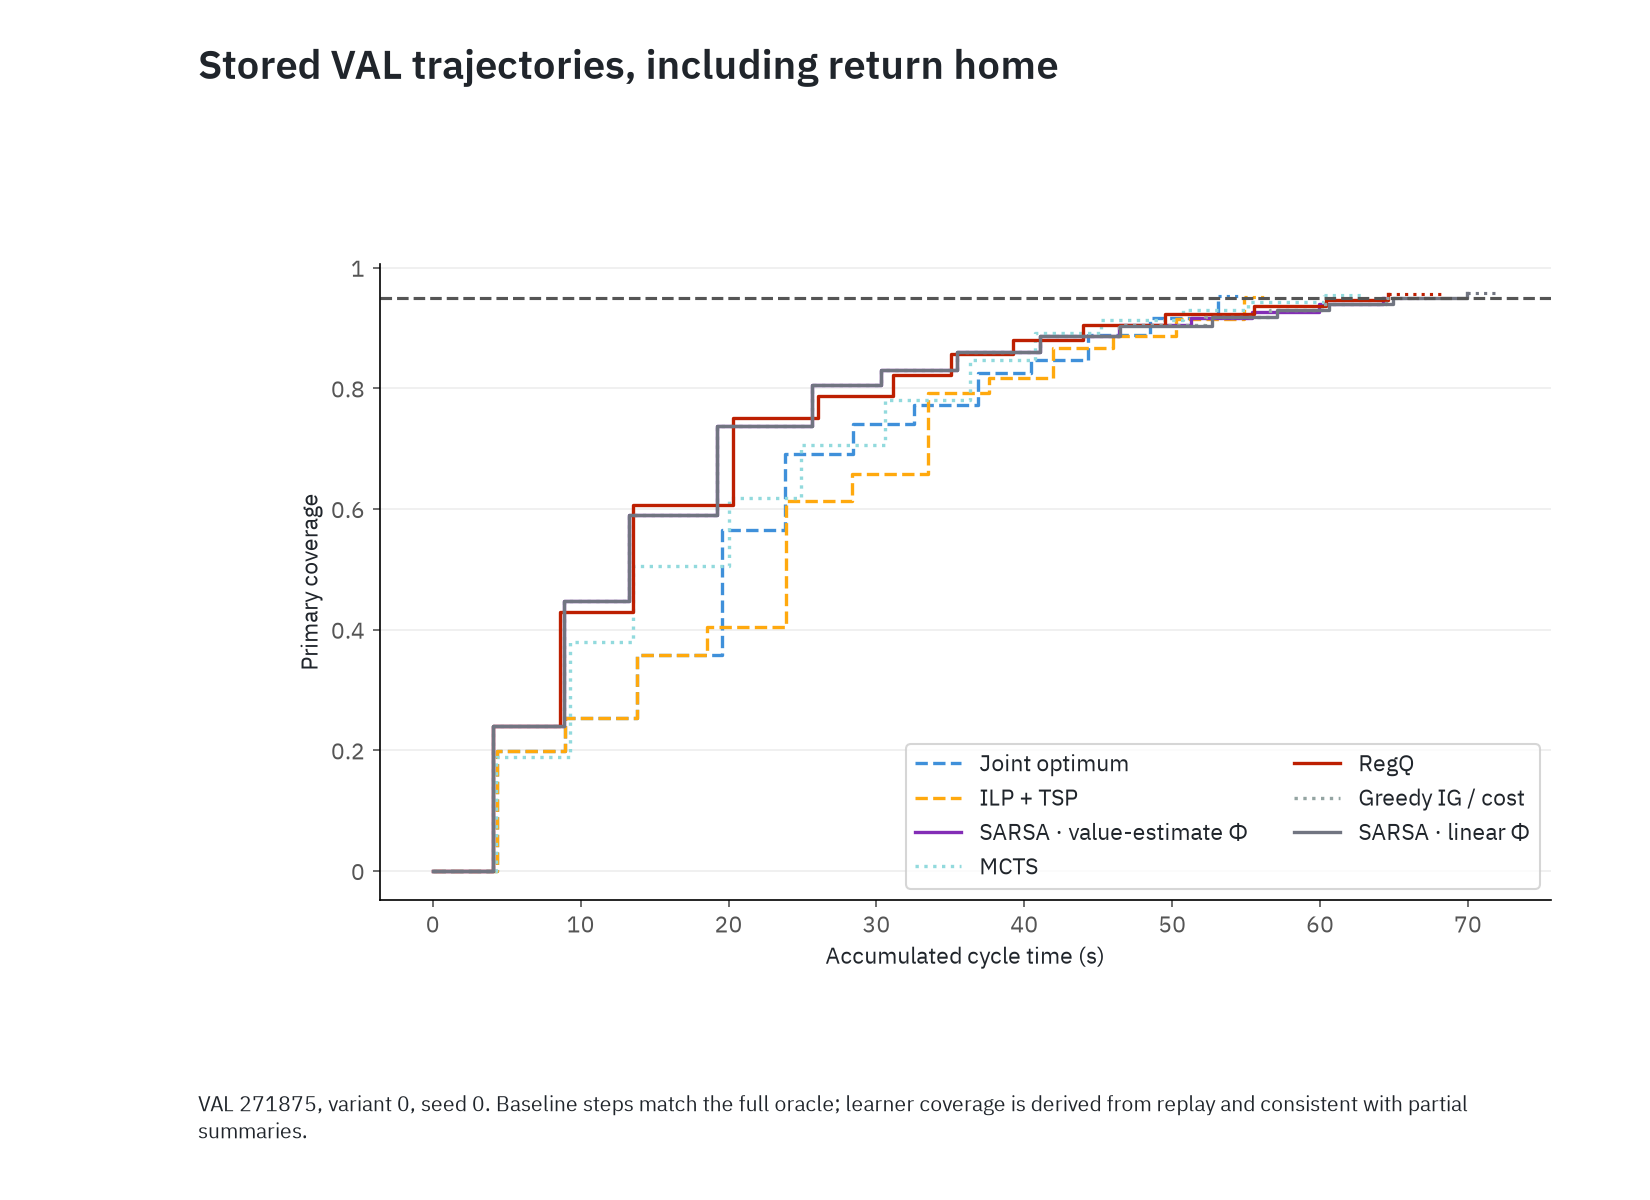 Stored VAL trajectories, including return home
1
0.8
0.6
0.4
0.2
0
Primary coverage
Joint optimum
ILP + TSP
SARSA · value-estimate Φ
MCTS
RegQ
Greedy IG / cost
SARSA · linear Φ
0 10 20 30 40 50 60 70
Accumulated cycle time (s)
VAL 271875, variant 0, seed 0. Baseline steps match the full oracle; learner coverage is derived from replay and consistent with partial
summaries.